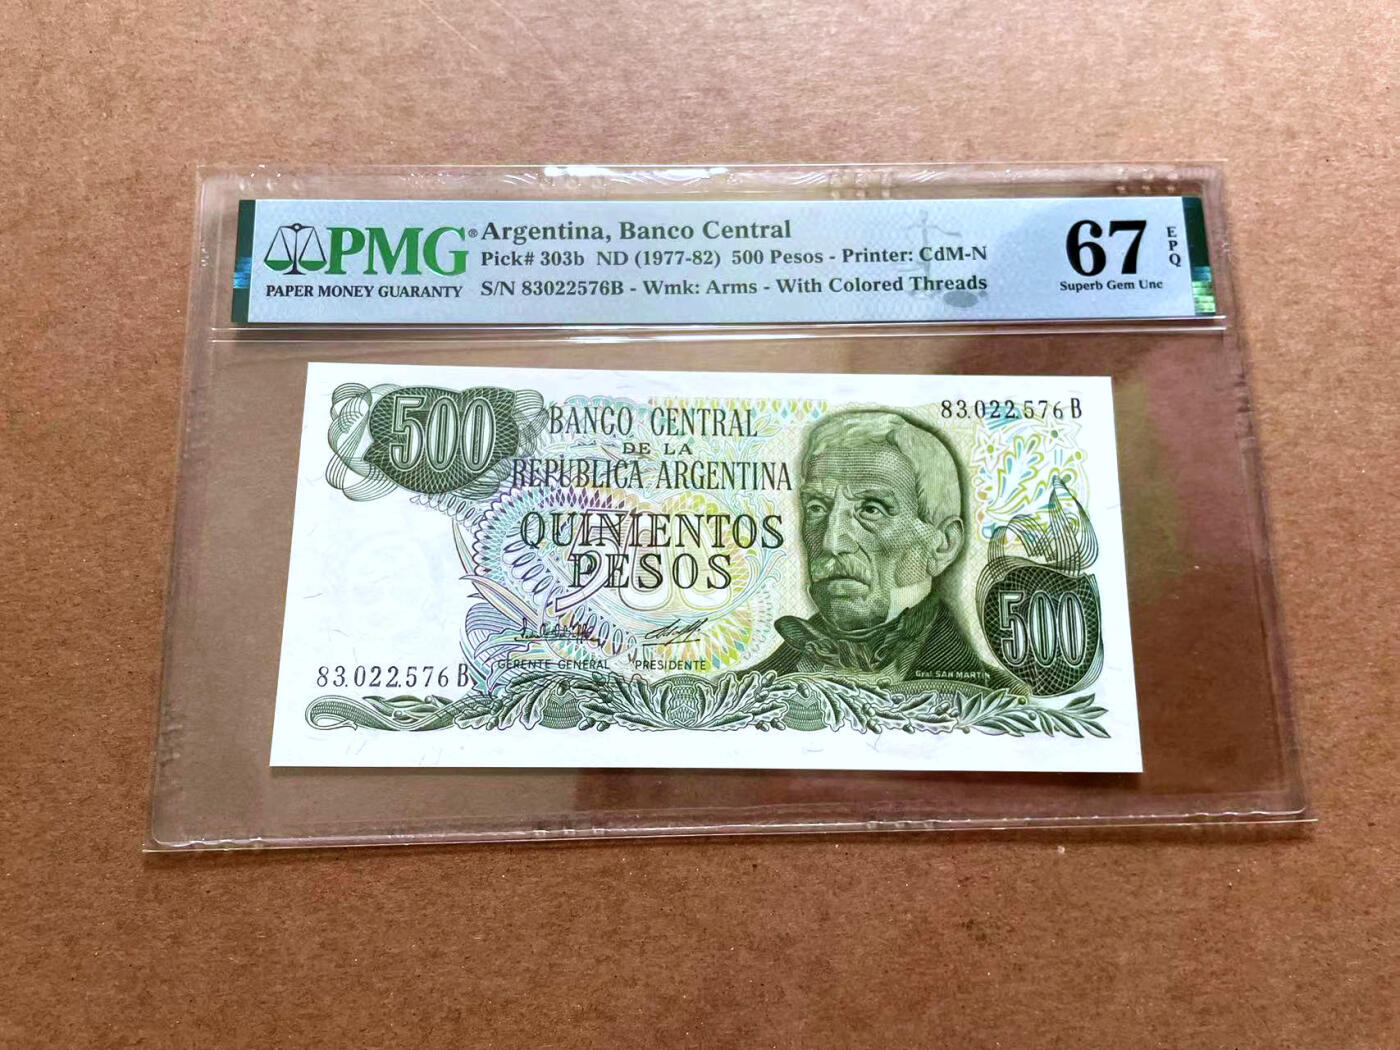 PMG®
PAPER MONEY GUARANTY
Argentina, Banco Central
Pick# 303b ND (1977-82) 500 Pesos - Printer: CdM-N
S/N 83022576B - Wmk: Arms - With Colored Threads
67
EPQ
Superb Gem Unc
500
BANCO CENTRAL
DE LA
REPUBLICA ARGENTINA
83.022.576 B
QUINIENTOS
PESOS
500
GERENTE GENERAL
PRESIDENTE
Gral. SAN MARTIN
83.022.576 B
500